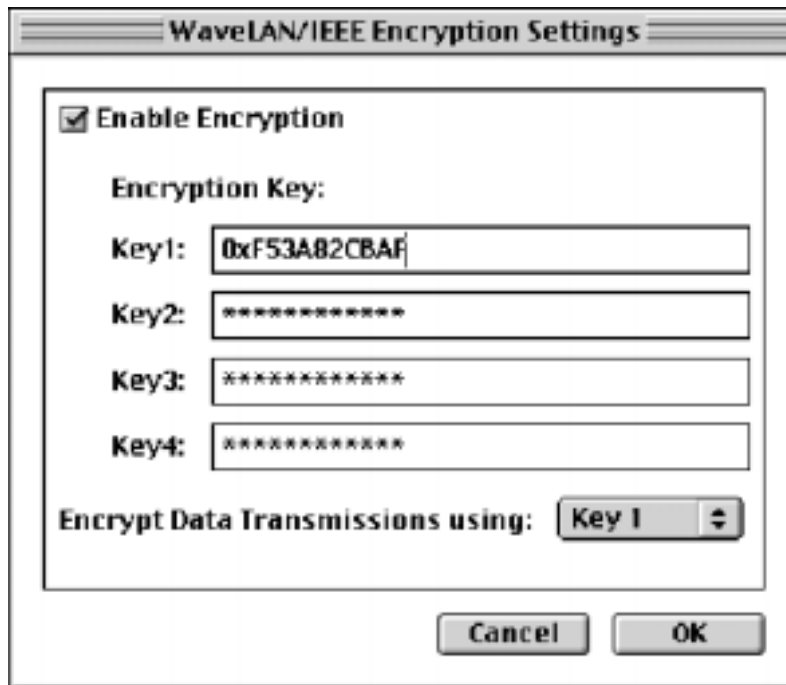 WaveLAN/IEEE Encryption Settings
Enable Encryption
Encryption Key:
Key1: 0xF53A82CBAF
Key2: ************
Key3: ************
Key4: ************
Encrypt Data Transmissions using: Key 1
Cancel OK